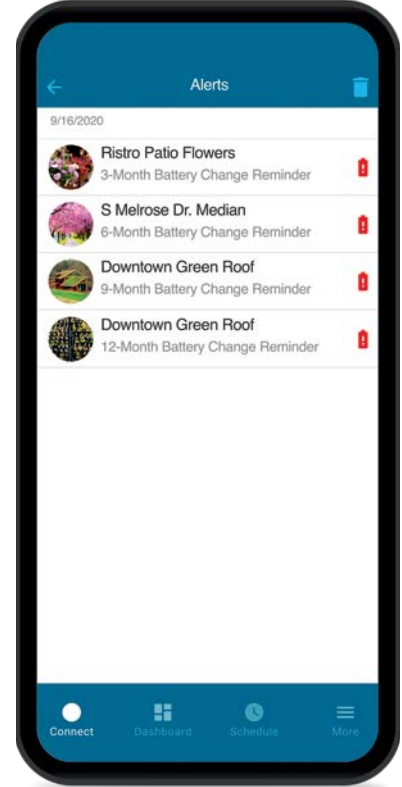 Alerts
9/16/2020
Ristro Patio Flowers
3-Month Battery Change Reminder
S Melrose Dr. Median
6-Month Battery Change Reminder
Downtown Green Roof
9-Month Battery Change Reminder
Downtown Green Roof
12-Month Battery Change Reminder
Connect Dashboard Schedule More